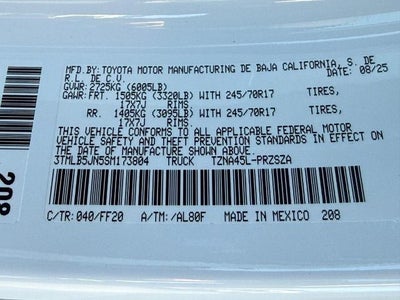 MFD.BY: TOYOTA MOTOR MANUFACTURING DE BAJA CALIFORNIA, S. DE
R.L. DE C.V. DATE: 08/25
GVWR: 2725KG (6005LB)
GAWR: FRT. 1505KG (3320LB) WITH 245/70R17 TIRES,
17X7J RIMS.
RR. 1405KG (3095LB) WITH 245/70R17 TIRES,
17X7J RIMS.
THIS VEHICLE CONFORMS TO ALL APPLICABLE FEDERAL MOTOR
VEHICLE SAFETY STANDARDS IN EFFECT ON THE DATE OF
MANUFACTURE SHOWN ABOVE.
3TMLB5JN5SM173804 TRUCK TZNA45L-PRZSZA
C/TR: 040/FF20 A/TM: /AL80F MADE IN MEXICO 208
208